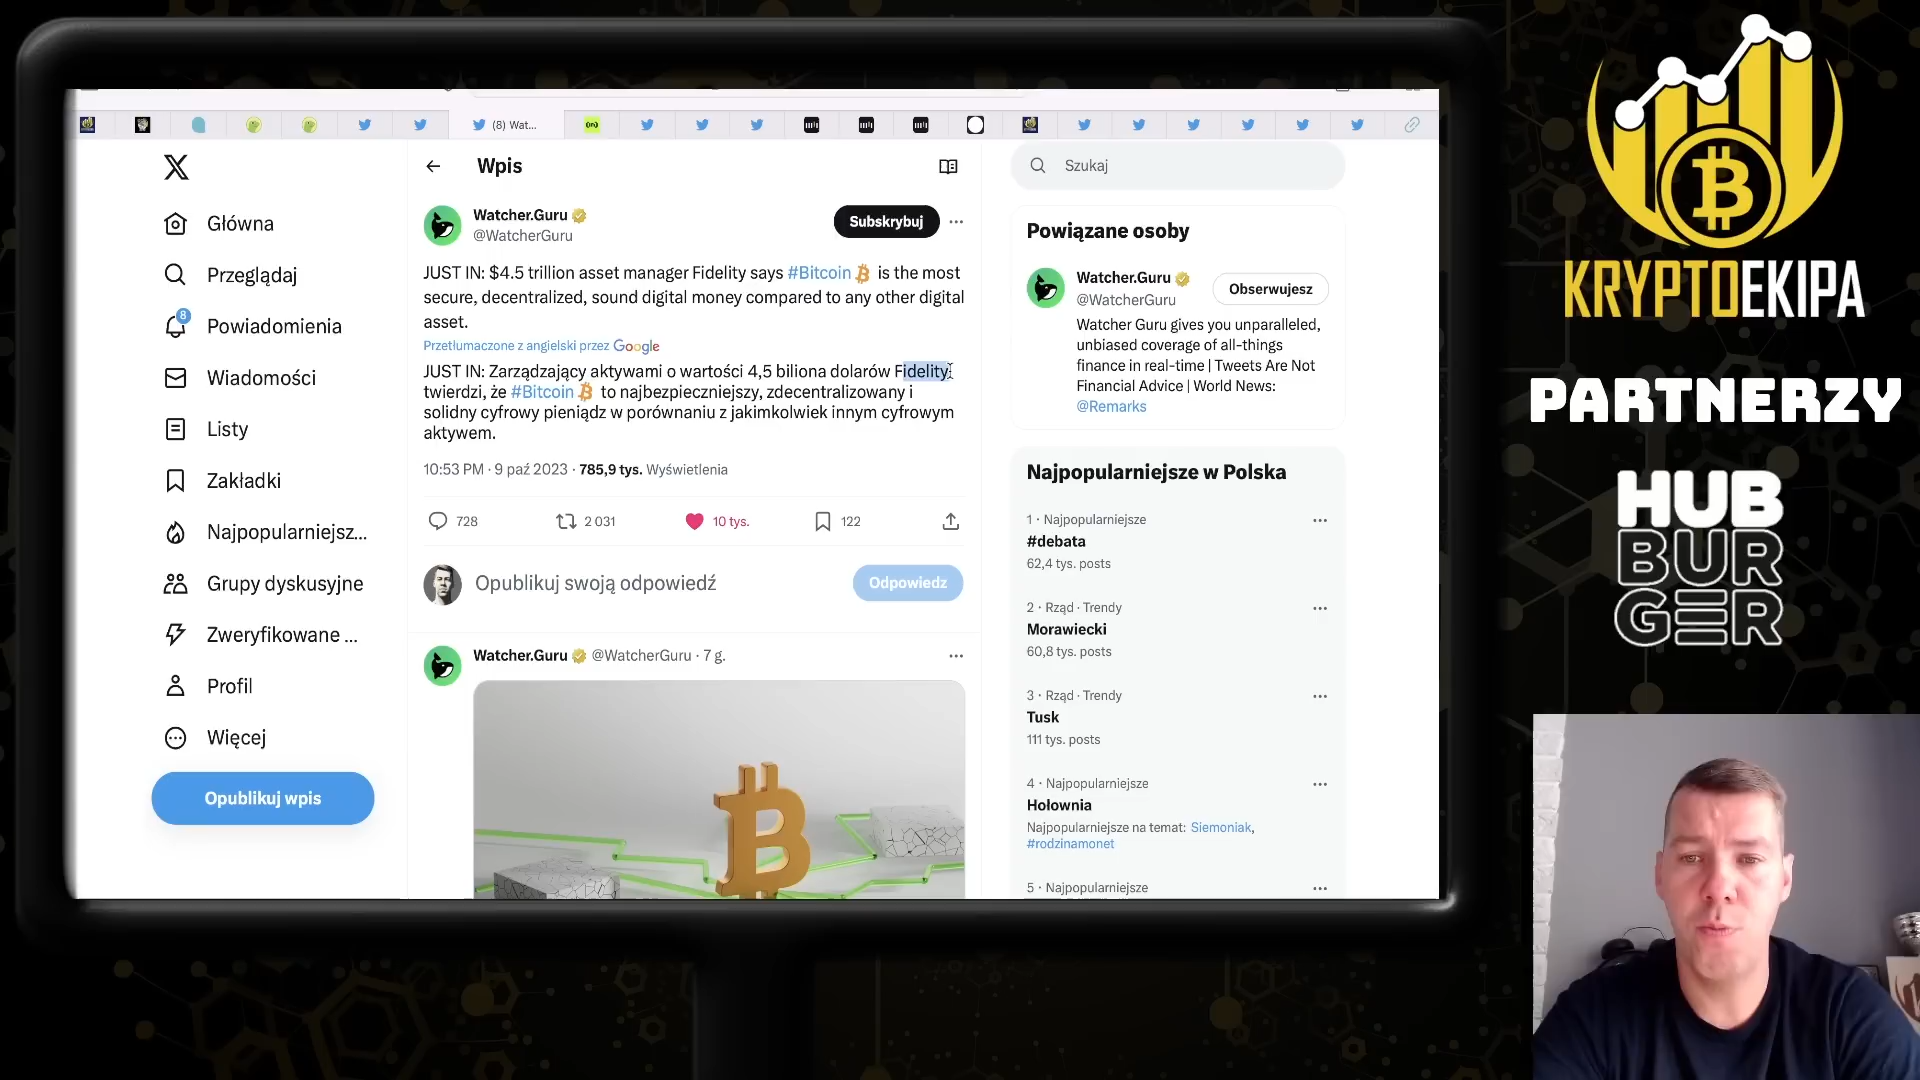 (8) Wat...
X
Wpis
Szukaj
Główna
Przeglądaj
8
Powiadomienia
Wiadomości
Listy
Zakładki
Najpopularniejsz...
Grupy dyskusyjne
Zweryfikowane ...
Profil
Więcej
Opublikuj wpis
Watcher.Guru
@WatcherGuru
Subskrybuj
JUST IN: $4.5 trillion asset manager Fidelity says #Bitcoin is the most
secure, decentralized, sound digital money compared to any other digital
asset.
Przetłumaczone z angielski przez Google
JUST IN: Zarządzający aktywami o wartości 4,5 biliona dolarów Fidelity
twierdzi, że #Bitcoin to najbezpieczniejszy, zdecentralizowany i
solidny cyfrowy pieniądz w porównaniu z jakimkolwiek innym cyfrowym
aktywem.
10:53 PM · 9 paź 2023 · 785,9 tys. Wyświetlenia
728 2 031 10 tys. 122
Opublikuj swoją odpowiedź
Odpowiedz
Watcher.Guru @WatcherGuru · 7 g.
Powiązane osoby
Watcher.Guru
@WatcherGuru
Obserwujesz
Watcher Guru gives you unparalleled,
unbiased coverage of all-things
finance in real-time | Tweets Are Not
Financial Advice | World News:
@Remarks
Najpopularniejsze w Polska
1 · Najpopularniejsze
#debata
62,4 tys. posts
2 · Rząd · Trendy
Morawiecki
60,8 tys. posts
3 · Rząd · Trendy
Tusk
111 tys. posts
4 · Najpopularniejsze
Hołownia
Najpopularniejsze na temat: Siemoniak,
#rodzinamonet
5 · Najpopularniejsze
KRYPTOEKIPA
PARTNERZY
HUB
BUR
GER